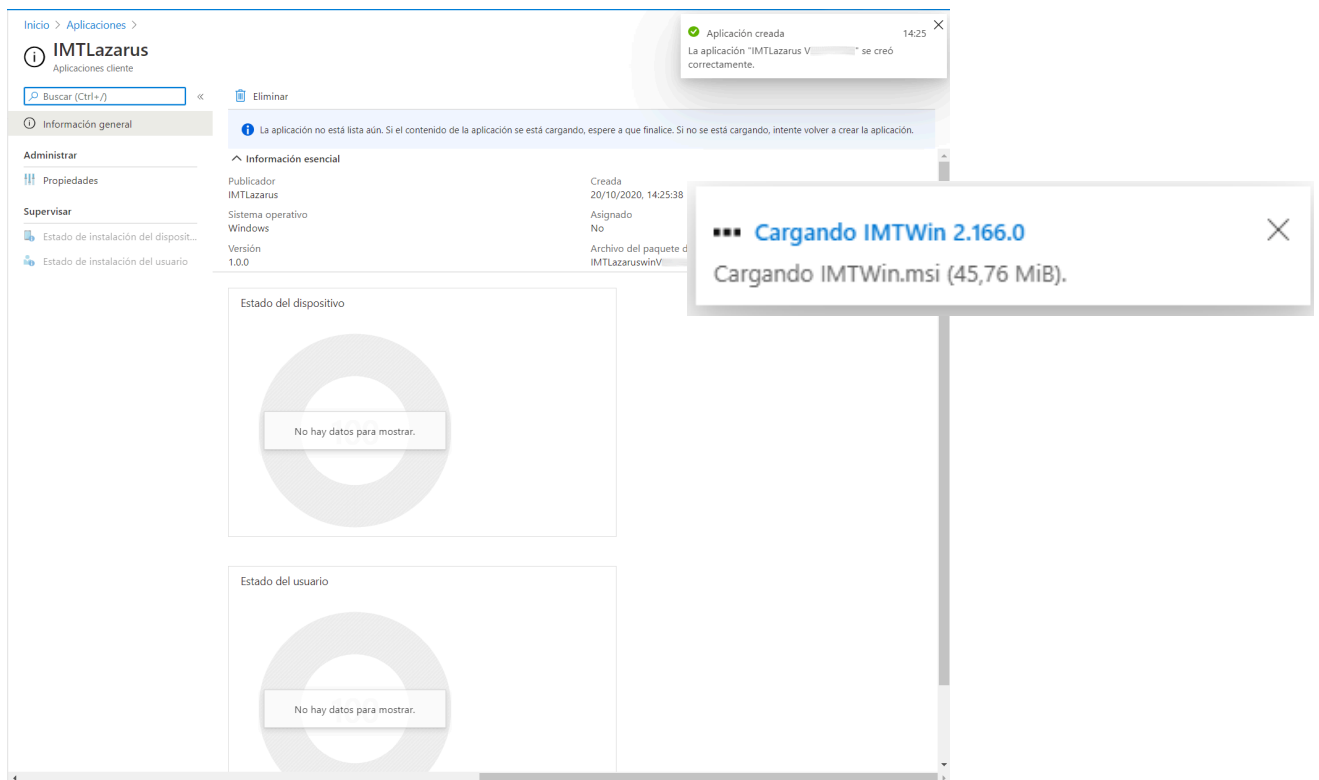 Inicio > Aplicaciones >
IMTLazarus
Aplicaciones cliente
Aplicación creada 14:25
La aplicación "IMTLazarus V " se creó
correctamente.
Buscar (Ctrl+/)
Eliminar
Información general
La aplicación no está lista aún. Si el contenido de la aplicación se está cargando, espere a que finalice. Si no se está cargando, intente volver a crear la aplicación.
Administrar
Propiedades
Supervisar
Estado de instalación del disposit...
Estado de instalación del usuario
Información esencial
Publicador
IMTLazarus
Creada
20/10/2020, 14:25:38
Sistema operativo
Windows
Asignado
No
Versión
1.0.0
Archivo del paquete d
IMTLazaruswinV
Cargando IMTWin 2.166.0
Cargando IMTWin.msi (45,76 MiB).
Estado del dispositivo
No hay datos para mostrar.
Estado del usuario
No hay datos para mostrar.